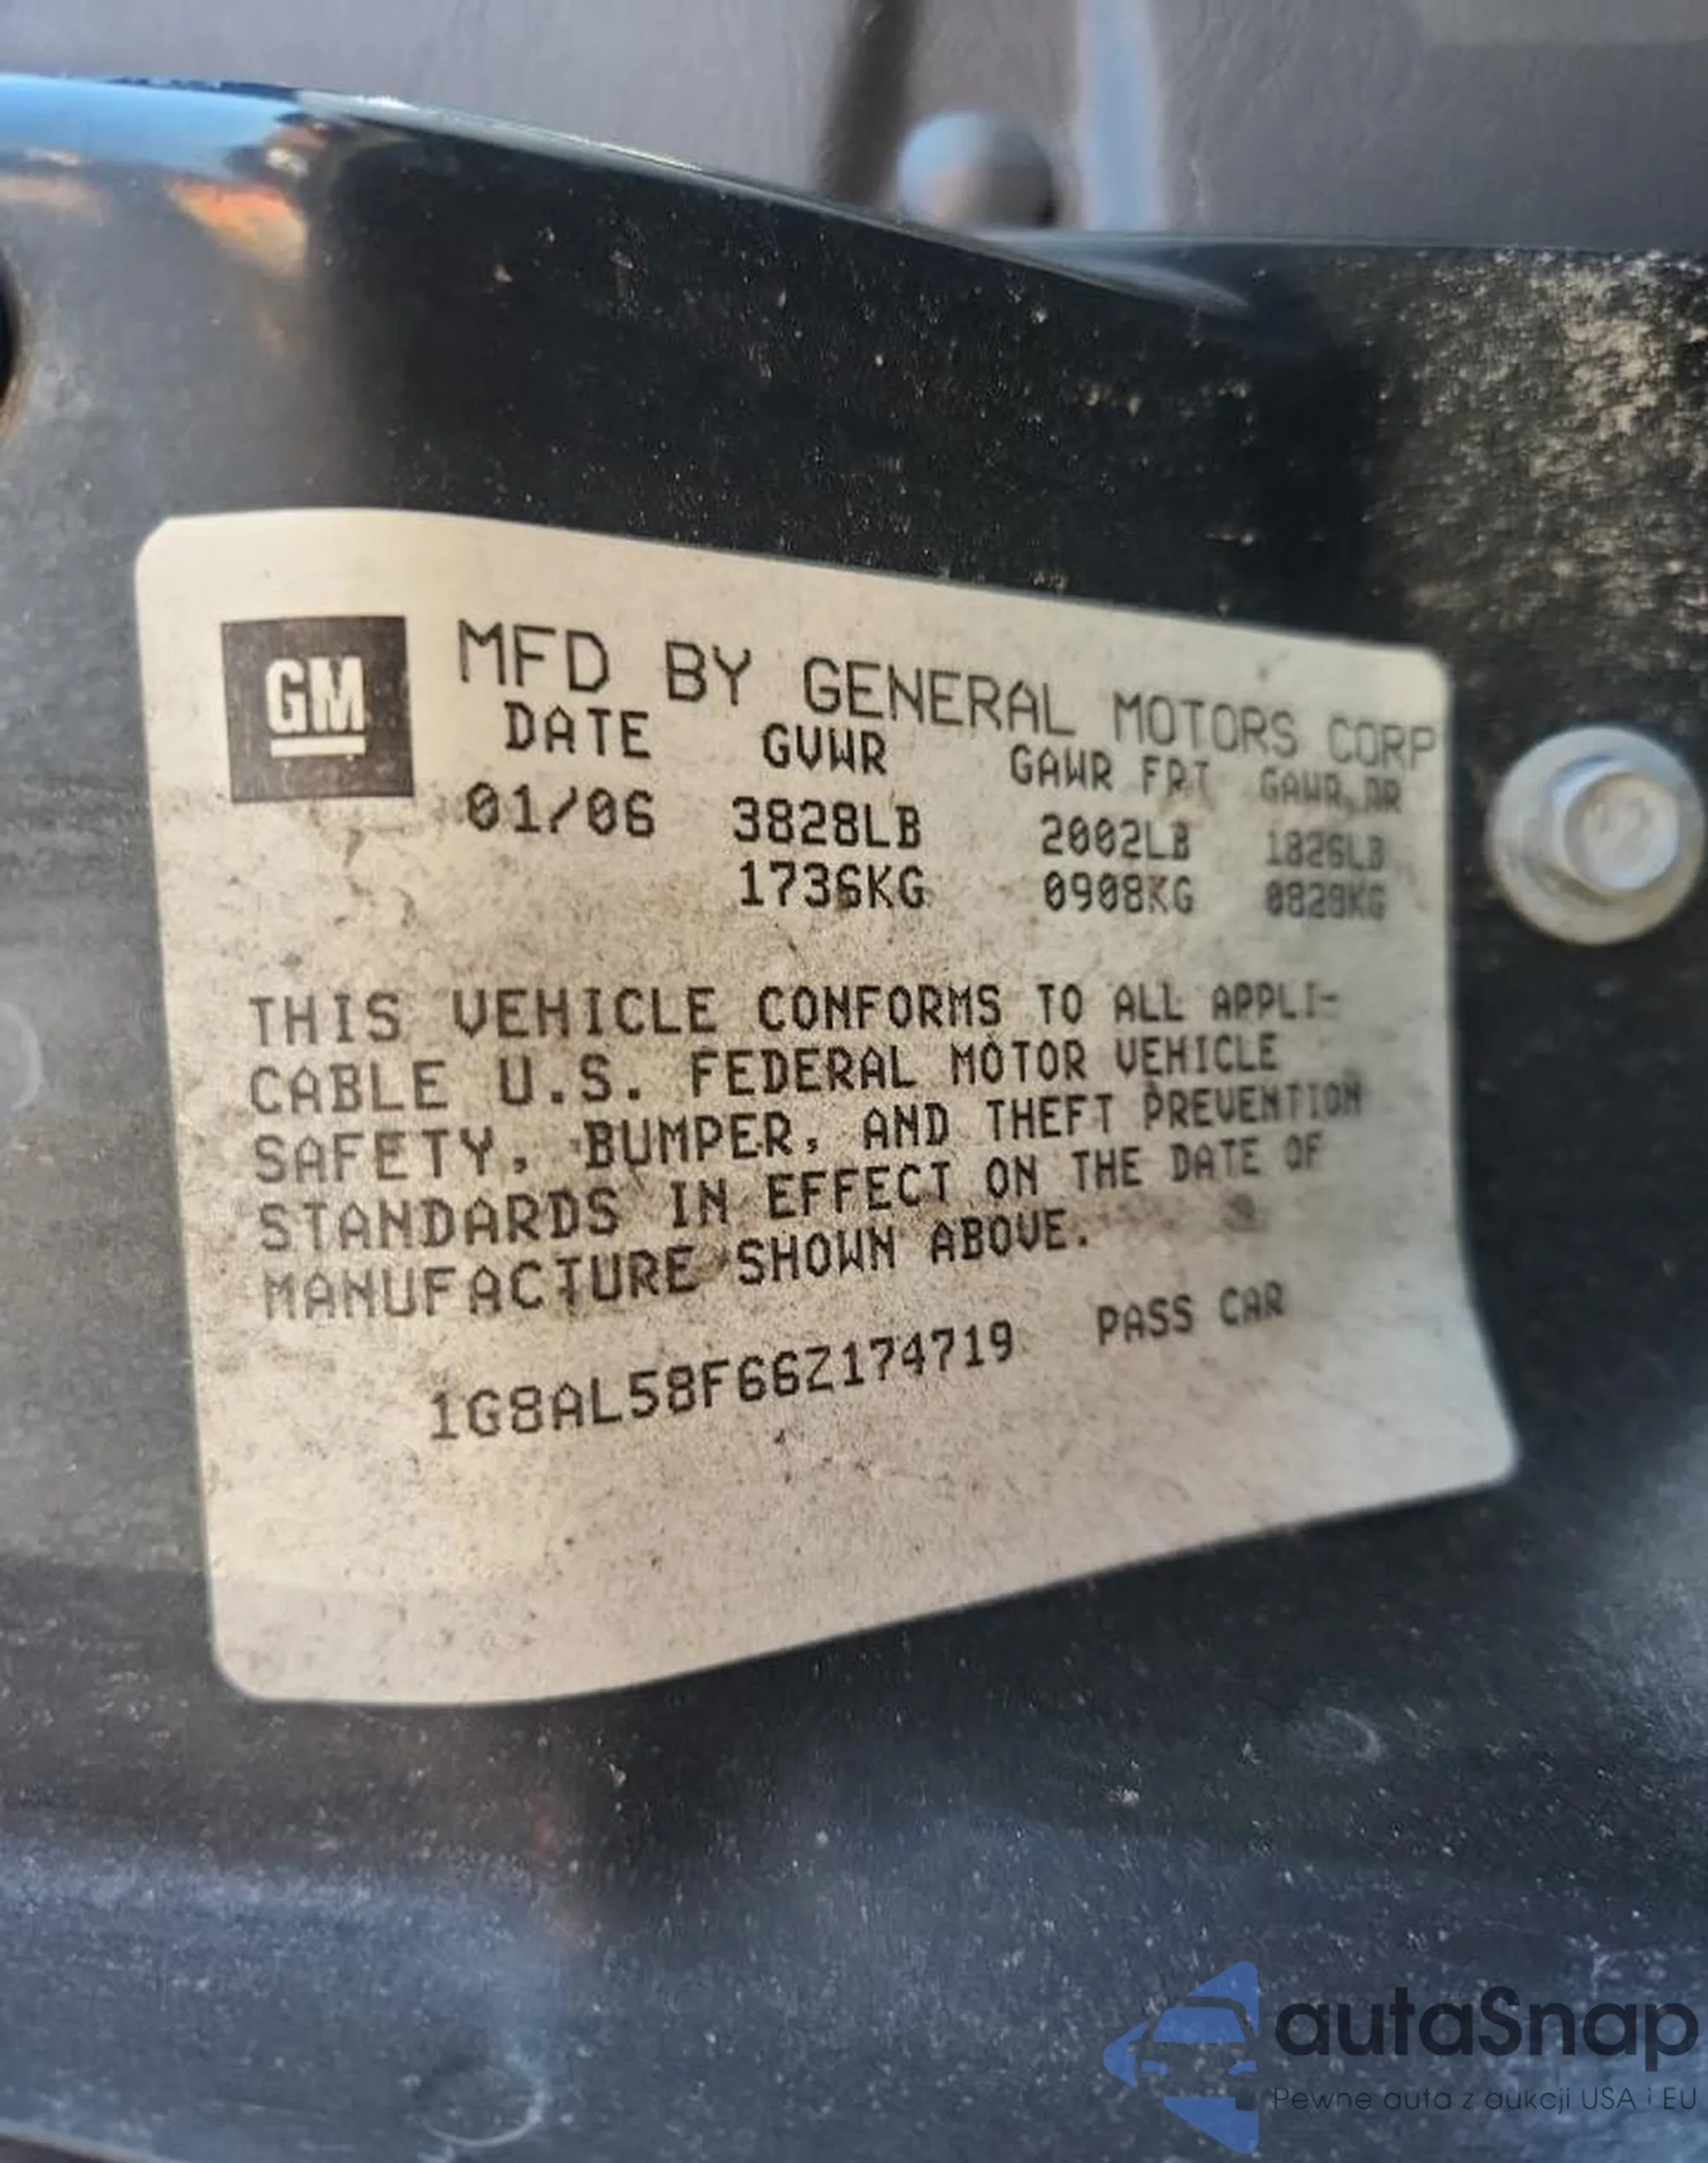 GM
MFD BY GENERAL MOTORS CORP
DATE GVWR GAWR FRT GAWR RR
01/06 3828LB 2002LB 1826LB
1736KG 0908KG 0828KG
THIS VEHICLE CONFORMS TO ALL APPLI-
CABLE U.S. FEDERAL MOTOR VEHICLE
SAFETY, BUMPER, AND THEFT PREVENTION
STANDARDS IN EFFECT ON THE DATE OF
MANUFACTURE SHOWN ABOVE.
1G8AL58F66Z174719 PASS CAR
autaSnap
Pewne auta z aukcji USA i EU